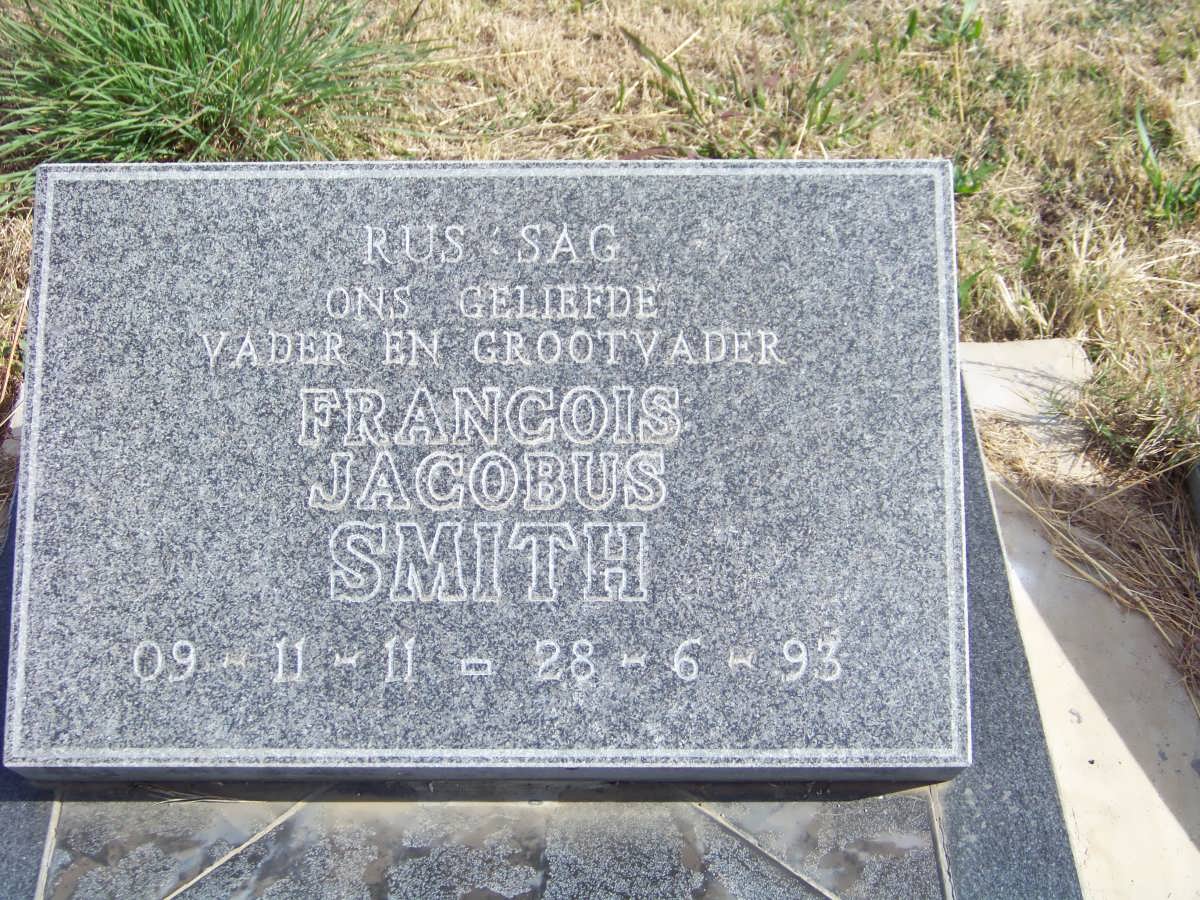 RUS SAG
ONS GELIEFDE
VADER EN GROOTVADER
FRANCOIS
JACOBUS
SMITH
09 - 11 - 11 - 28 - 6 - 93